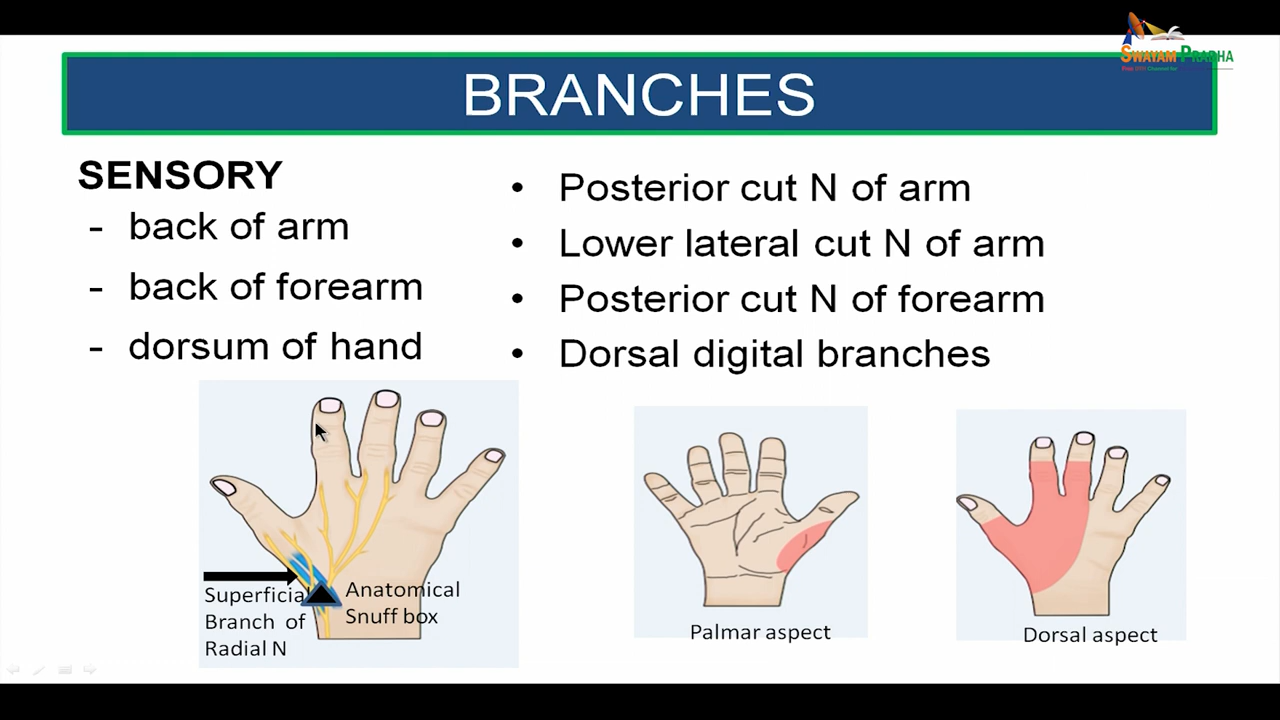 SWAYAM PRABHA
BRANCHES
SENSORY
- back of arm
- back of forearm
- dorsum of hand
• Posterior cut N of arm
• Lower lateral cut N of arm
• Posterior cut N of forearm
• Dorsal digital branches
Superficial
Branch of
Radial N
Anatomical
Snuff box
Palmar aspect
Dorsal aspect